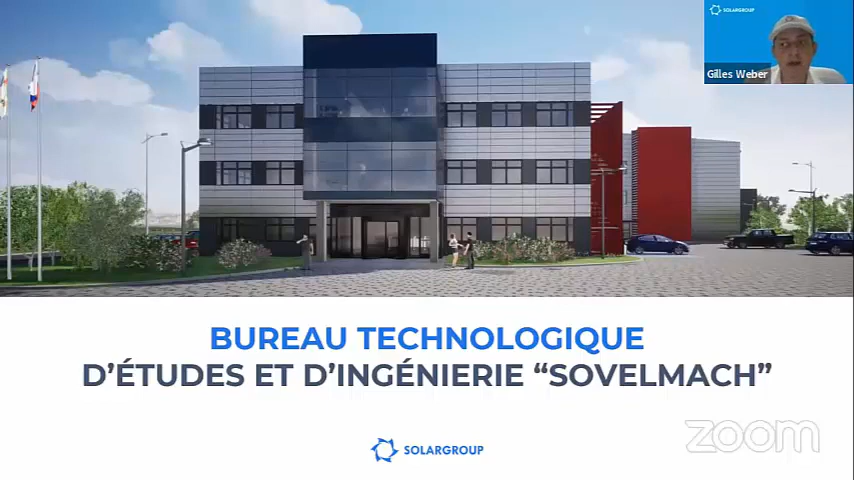 SOLARGROUP
Gilles Weber
BUREAU TECHNOLOGIQUE
D’ÉTUDES ET D’INGÉNIERIE “SOVELMACH”
SOLARGROUP
zoom